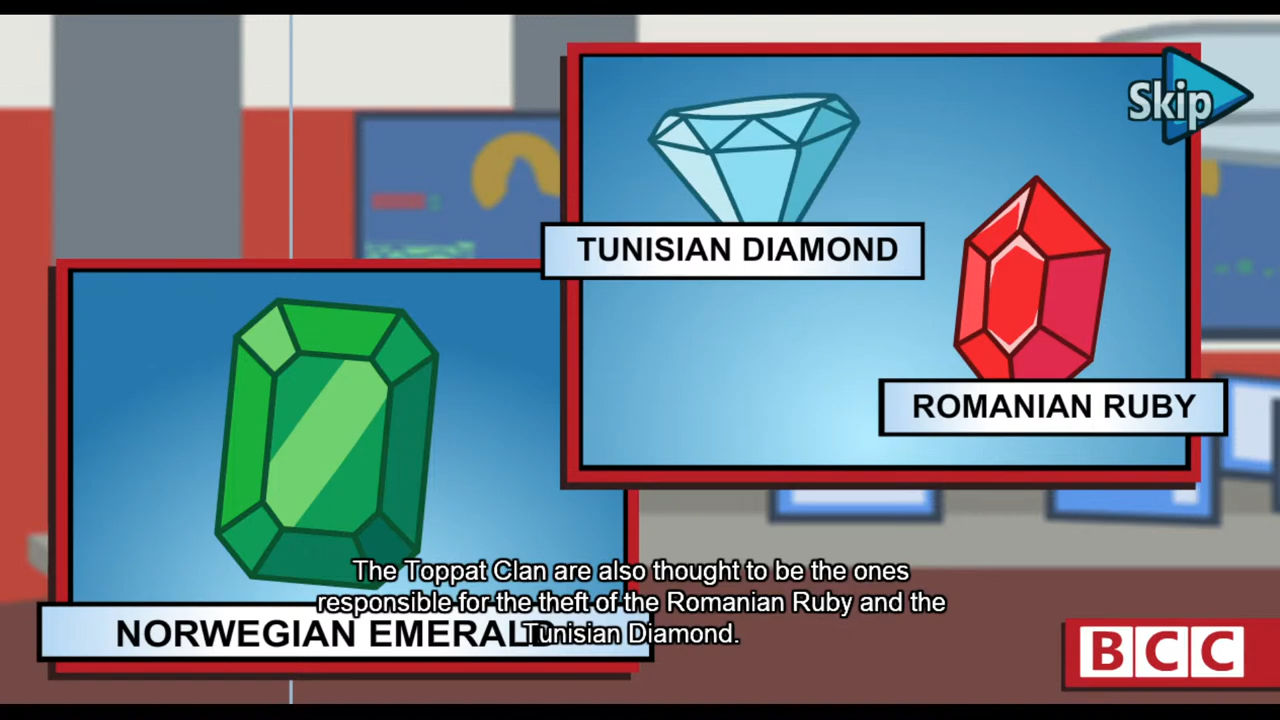 Skip
TUNISIAN DIAMOND
ROMANIAN RUBY
NORWEGIAN EMERALD
The Toppat Clan are also thought to be the ones
responsible for the theft of the Romanian Ruby and the
Tunisian Diamond.
BCC